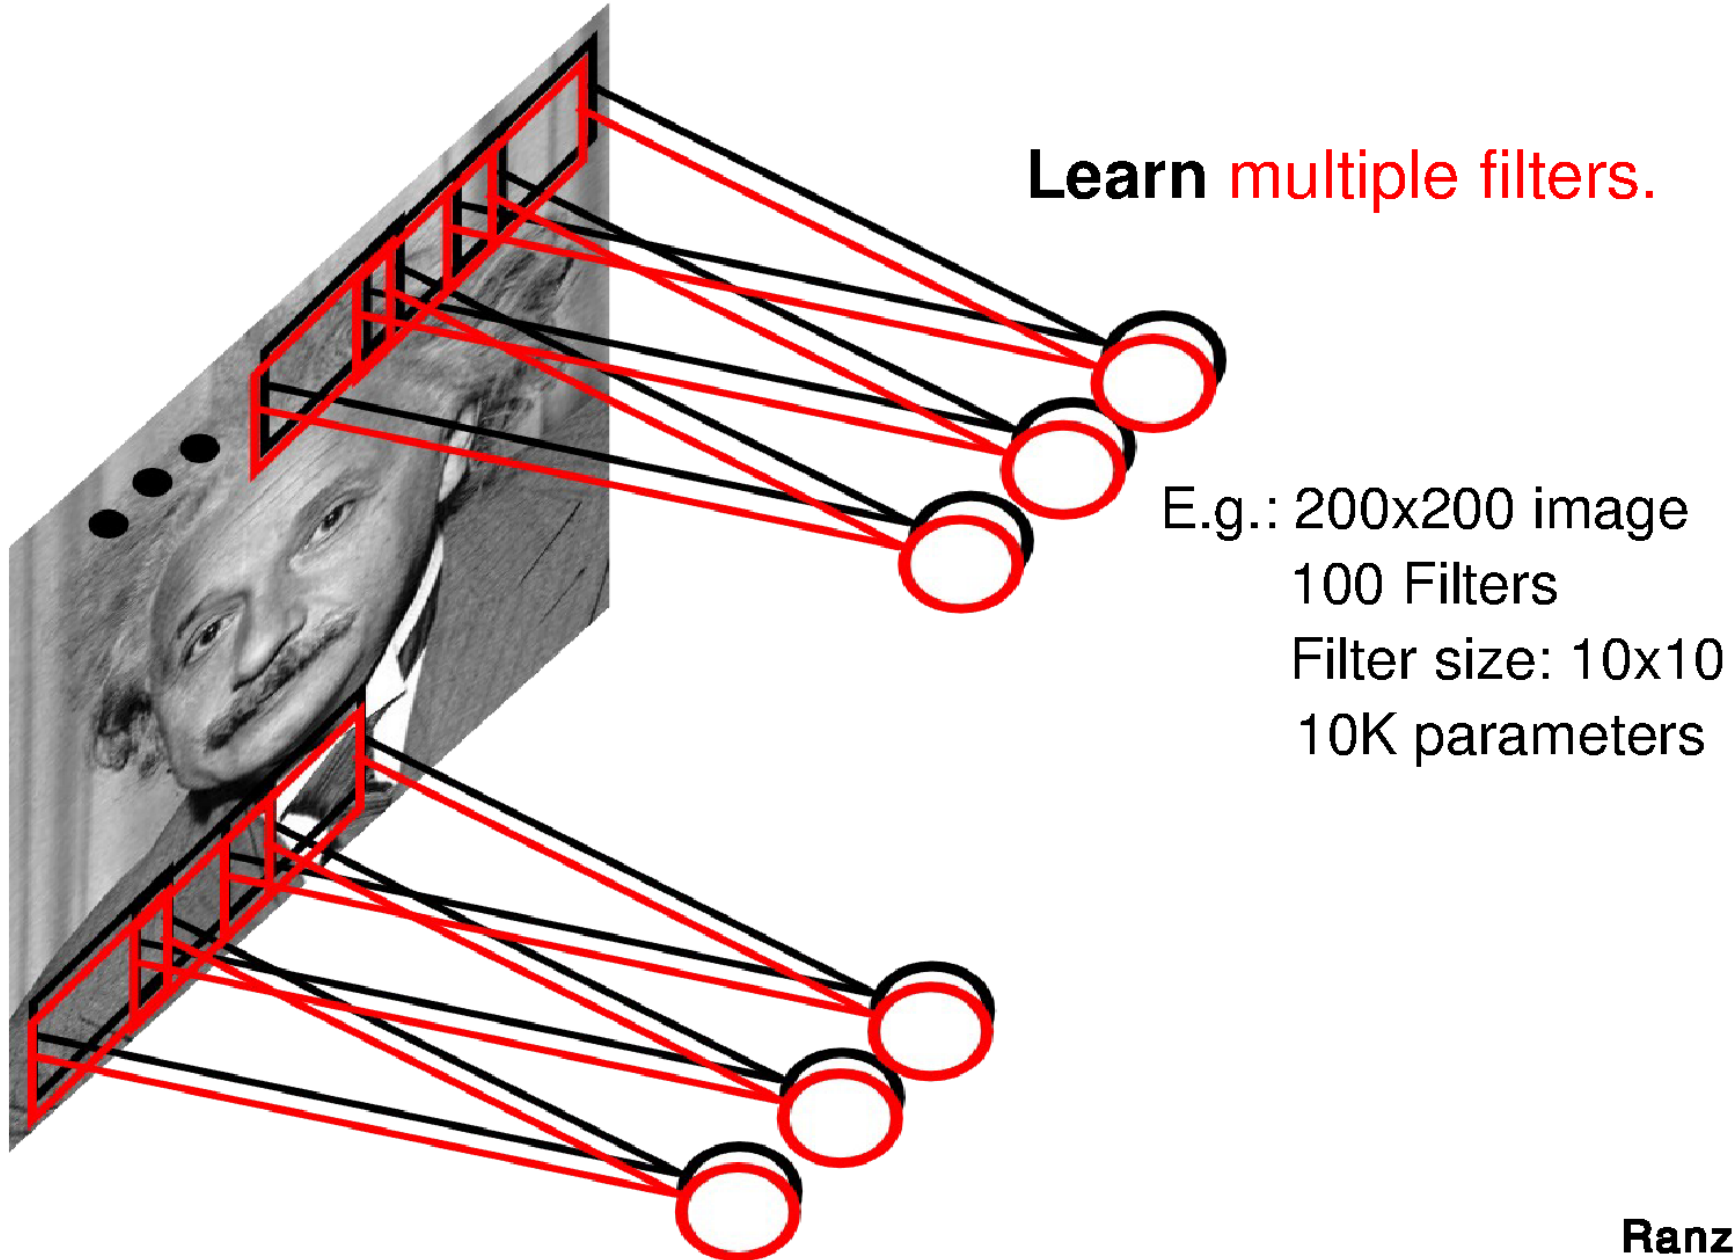 Learn multiple filters.
E.g.: 200x200 image
100 Filters
Filter size: 10x10
10K parameters
Ranz